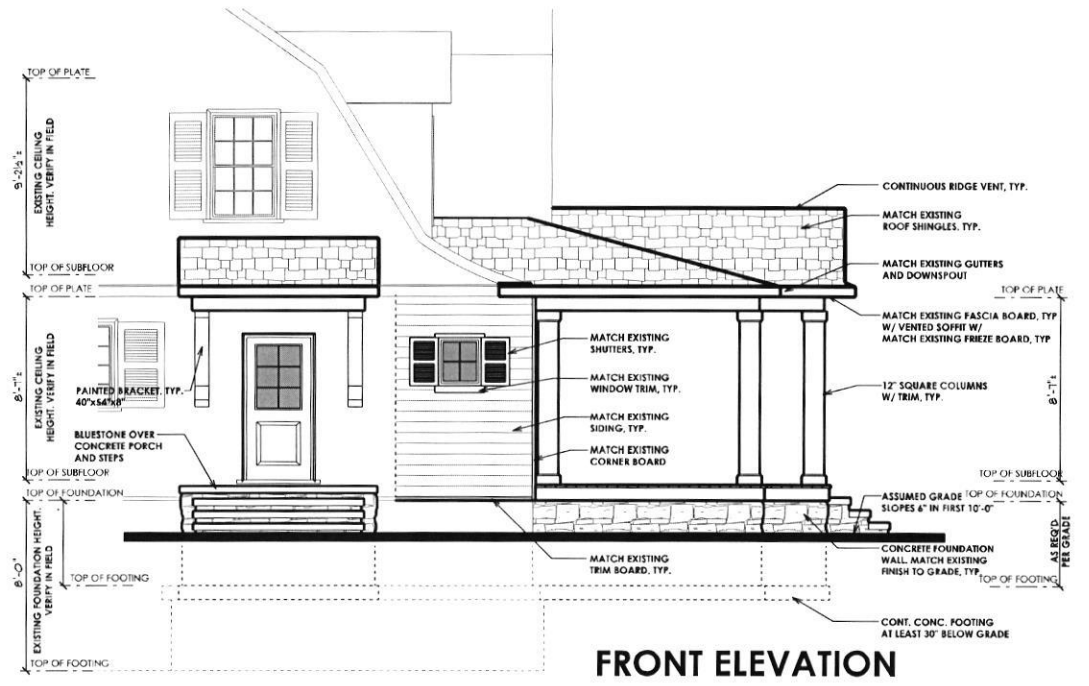 TOP OF PLATE
9'-2½"±
EXISTING CEILING
HEIGHT. VERIFY IN FIELD
TOP OF SUBFLOOR
TOP OF PLATE
8'-7"±
EXISTING CEILING
HEIGHT. VERIFY IN FIELD
PAINTED BRACKET, TYP.
40"x54"x8"
BLUESTONE OVER
CONCRETE PORCH
AND STEPS
TOP OF SUBFLOOR
TOP OF FOUNDATION
8'-0"
EXISTING FOUNDATION HEIGHT.
VERIFY IN FIELD
TOP OF FOOTING
TOP OF FOOTING
MATCH EXISTING
SHUTTERS, TYP.
MATCH EXISTING
WINDOW TRIM, TYP.
MATCH EXISTING
SIDING, TYP.
MATCH EXISTING
CORNER BOARD
MATCH EXISTING
TRIM BOARD, TYP.
CONTINUOUS RIDGE VENT, TYP.
MATCH EXISTING
ROOF SHINGLES, TYP.
MATCH EXISTING GUTTERS
AND DOWNSPOUT
TOP OF PLATE
MATCH EXISTING FASCIA BOARD, TYP
W/ VENTED SOFFIT W/
MATCH EXISTING FRIEZE BOARD, TYP
12" SQUARE COLUMNS
W/ TRIM, TYP.
8'-7"±
TOP OF SUBFLOOR
TOP OF FOUNDATION
ASSUMED GRADE
SLOPES 6" IN FIRST 10'-0"
AS REQ'D
PER GRADE
CONCRETE FOUNDATION
WALL. MATCH EXISTING
FINISH TO GRADE, TYP.
TOP OF FOOTING
CONT. CONC. FOOTING
AT LEAST 30" BELOW GRADE
FRONT ELEVATION